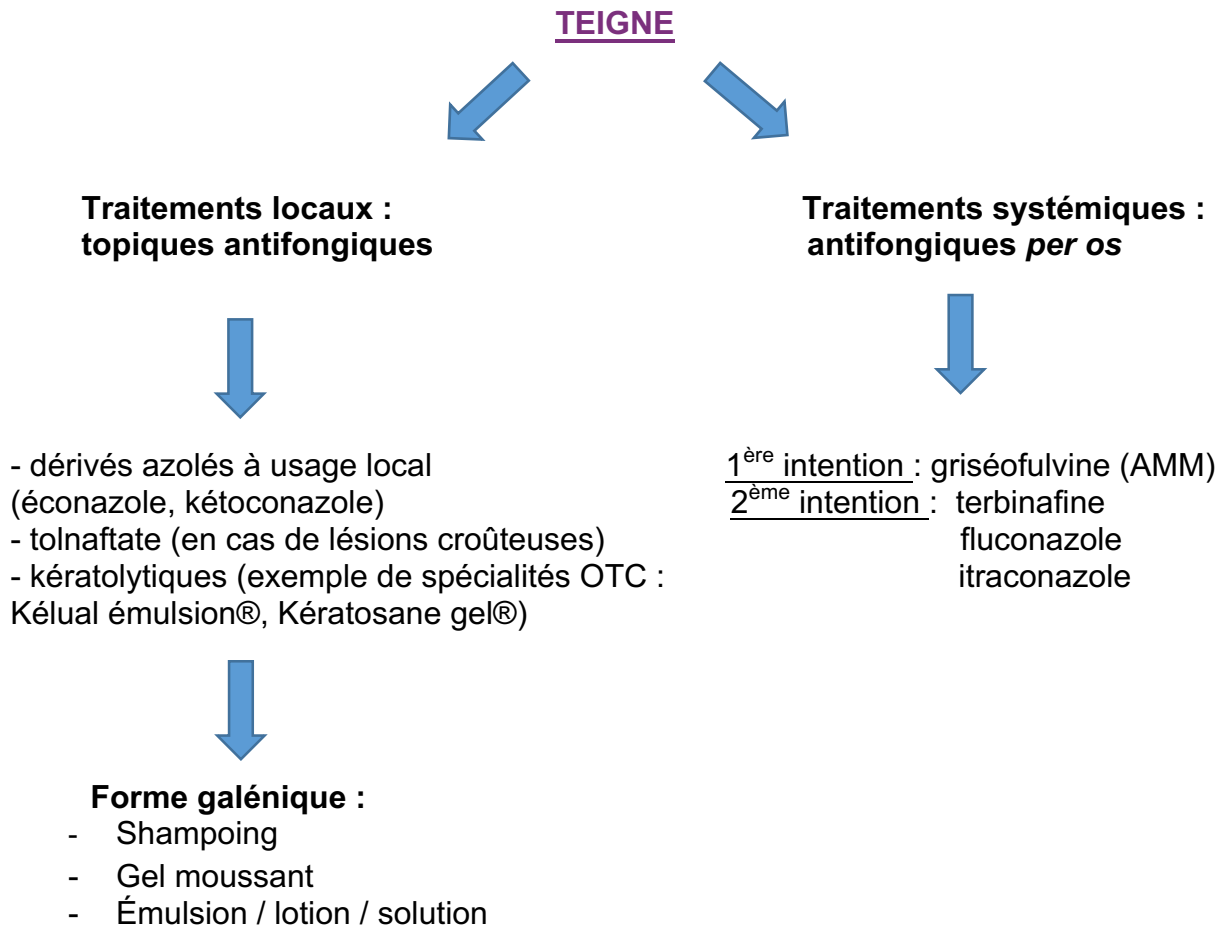 TEIGNE
Traitements locaux :
topiques antifongiques
- dérivés azolés à usage local
(éconazole, kétoconazole)
- tolnaftate (en cas de lésions croûteuses)
- kératolytiques (exemple de spécialités OTC :
Kélual émulsion®, Kératosane gel®)
Forme galénique :
- Shampoing
- Gel moussant
- Émulsion / lotion / solution
Traitements systémiques :
antifongiques per os
1ère intention : griséofulvine (AMM)
2ème intention : terbinafine
fluconazole
itraconazole